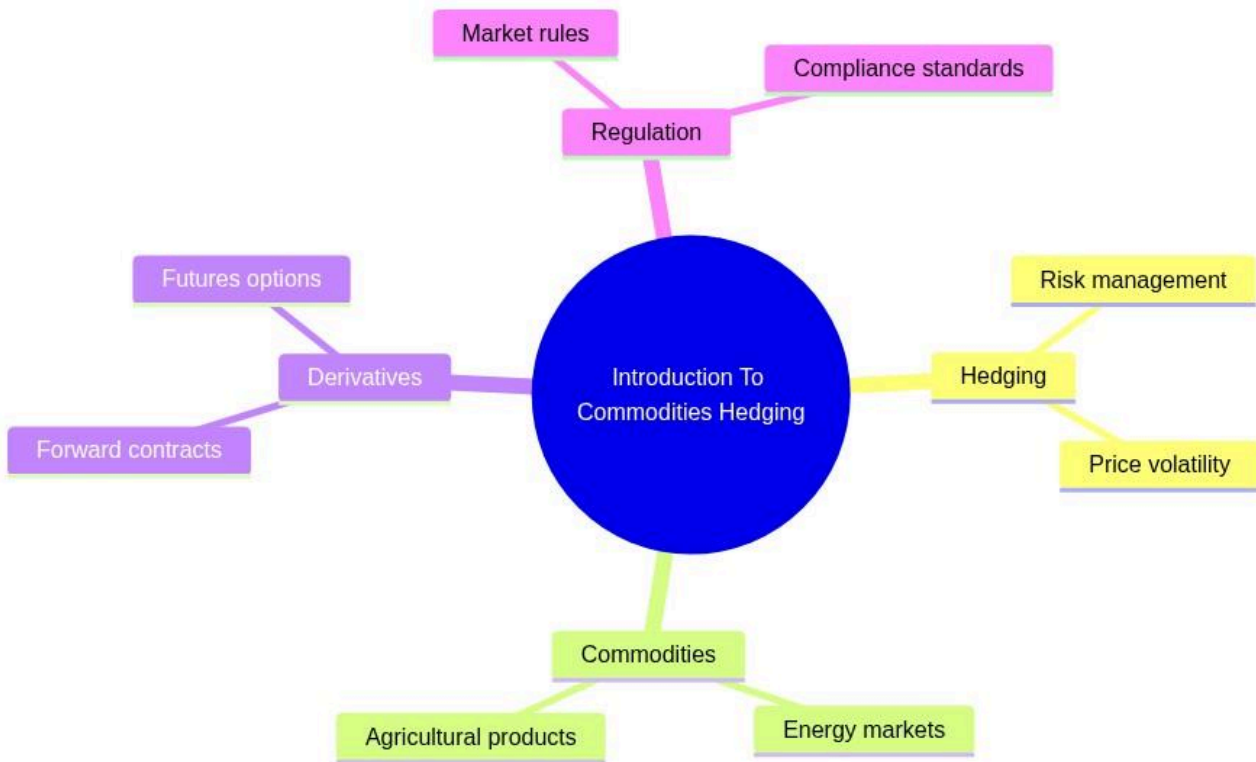 Market rules
Compliance standards
Regulation
Futures options
Risk management
Derivatives
Introduction To
Commodities Hedging
Hedging
Forward contracts
Price volatility
Commodities
Agricultural products
Energy markets